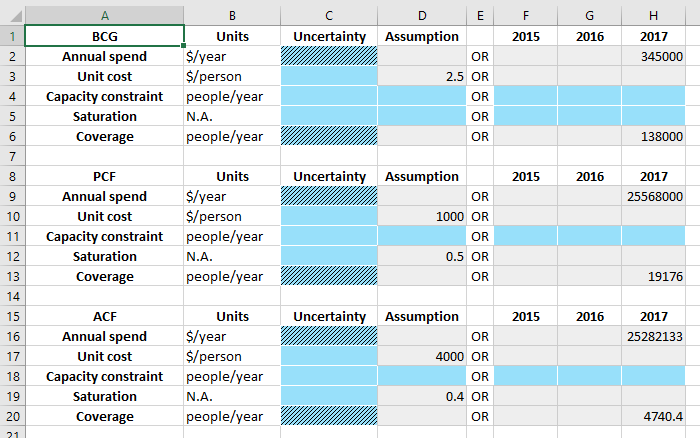 A B C D E F G H
1 BCG Units Uncertainty Assumption 2015 2016 2017
2 Annual spend $/year OR 345000
3 Unit cost $/person 2.5 OR
4 Capacity constraint people/year OR
5 Saturation N.A. OR
6 Coverage people/year OR 138000
7
8 PCF Units Uncertainty Assumption 2015 2016 2017
9 Annual spend $/year OR 25568000
10 Unit cost $/person 1000 OR
11 Capacity constraint people/year OR
12 Saturation N.A. 0.5 OR
13 Coverage people/year OR 19176
14
15 ACF Units Uncertainty Assumption 2015 2016 2017
16 Annual spend $/year OR 25282133
17 Unit cost $/person 4000 OR
18 Capacity constraint people/year OR
19 Saturation N.A. 0.4 OR
20 Coverage people/year OR 4740.4
21